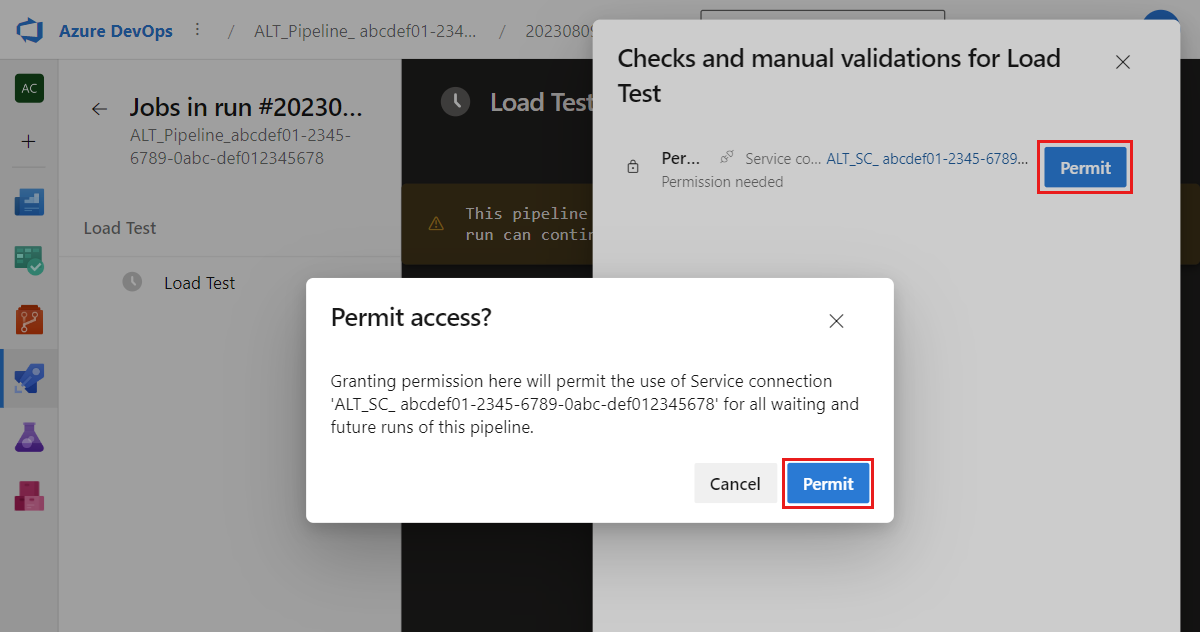 Azure DevOps
/
ALT_Pipeline_ abcdef01-234...
/
2023080
AC
Jobs in run #20230...
ALT_Pipeline_abcdef01-2345-
6789-0abc-def012345678
Load Test
Load Test
Load Test
This pipeline
run can
Checks and manual validations for Load
Test
Per...
Service co...
ALT_SC_ abcdef01-2345-6789...
Permit
Permission needed
Permit access?
Granting permission here will permit the use of Service connection
'ALT_SC_ abcdef01-2345-6789-0abc-def012345678' for all waiting and
future runs of this pipeline.
Cancel
Permit